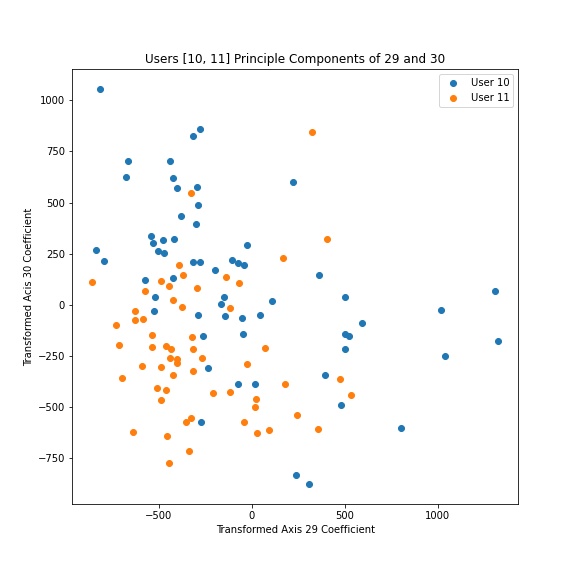 Users [10, 11] Principle Components of 29 and 30
User 10
User 11
Transformed Acis 30 Coefficient
1000
750
500
250
0
−250
−500
−750
−500
0
500
1000
Transformed Axis 29 Coefficient